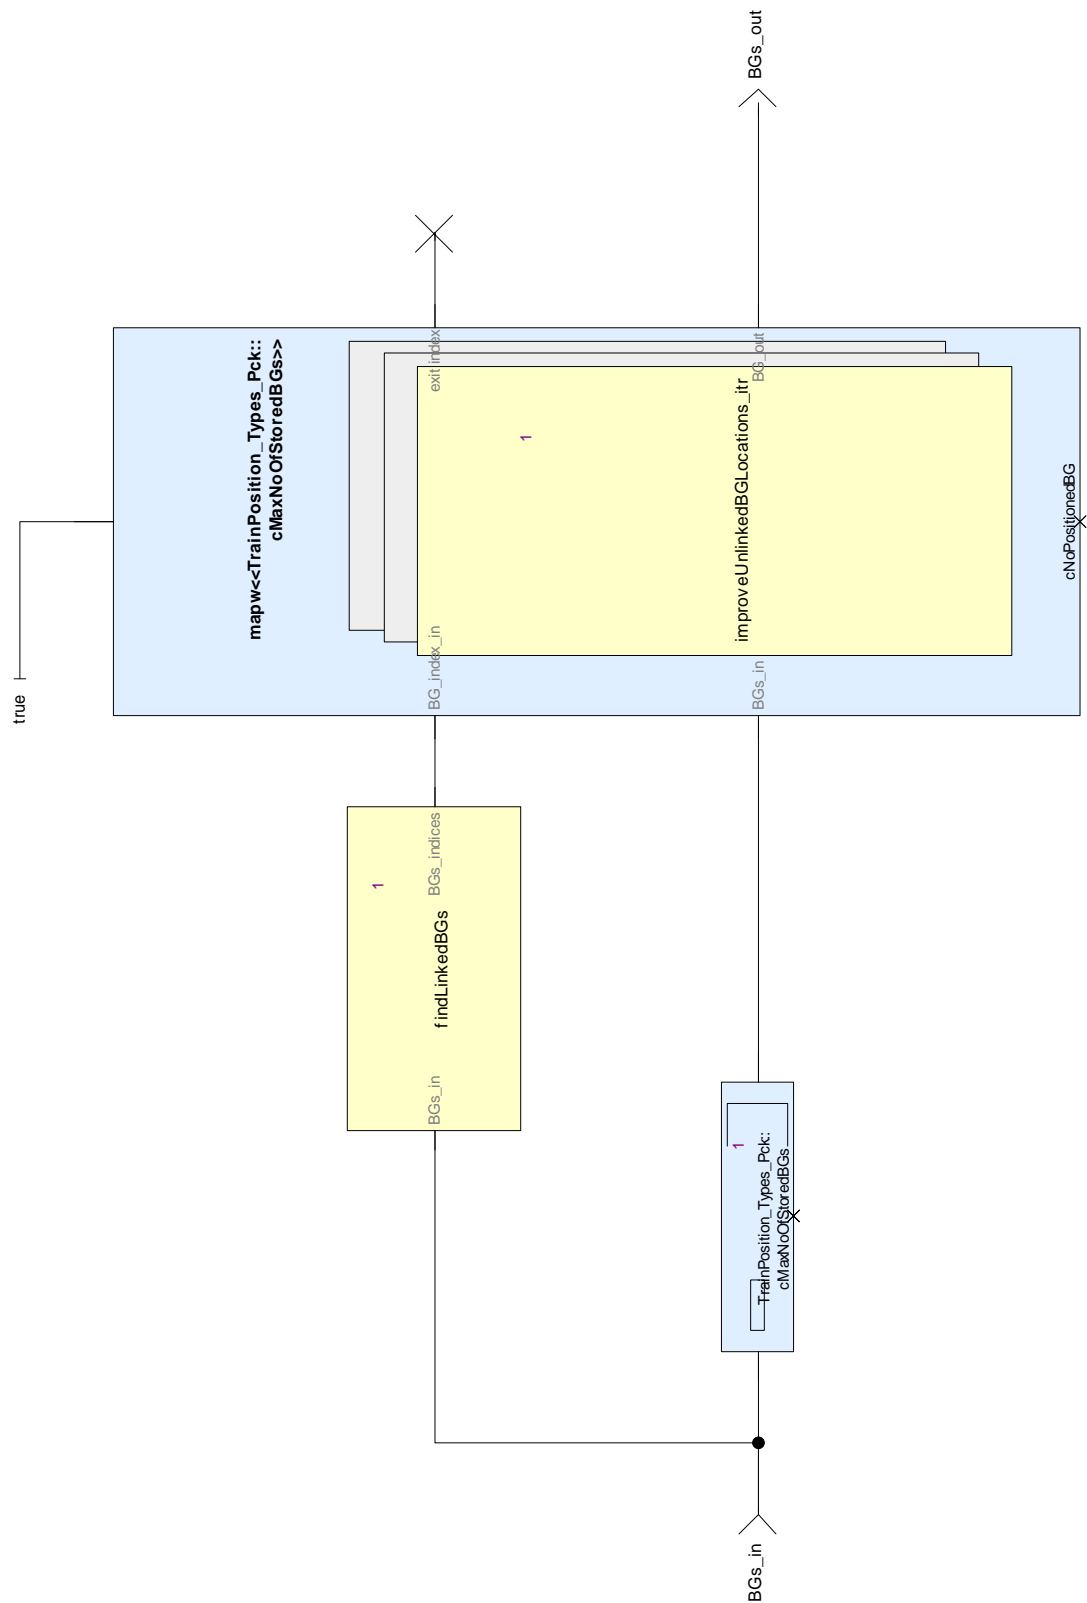 true
mapw<<TrainPosition_Types_Pck::
cMaxNoOfStoredBGs>>
exit index
BG_index_in
1
BGs_in
BG_out
improveUnlinkedBGLocations_itr
cNoPositionedBG
BGs_out
1
BGs_indices
findLinkedBGs
BGs_in
1
TrainPosition_Types_Pck::
cMaxNoOfStoredBGs
BGs_in